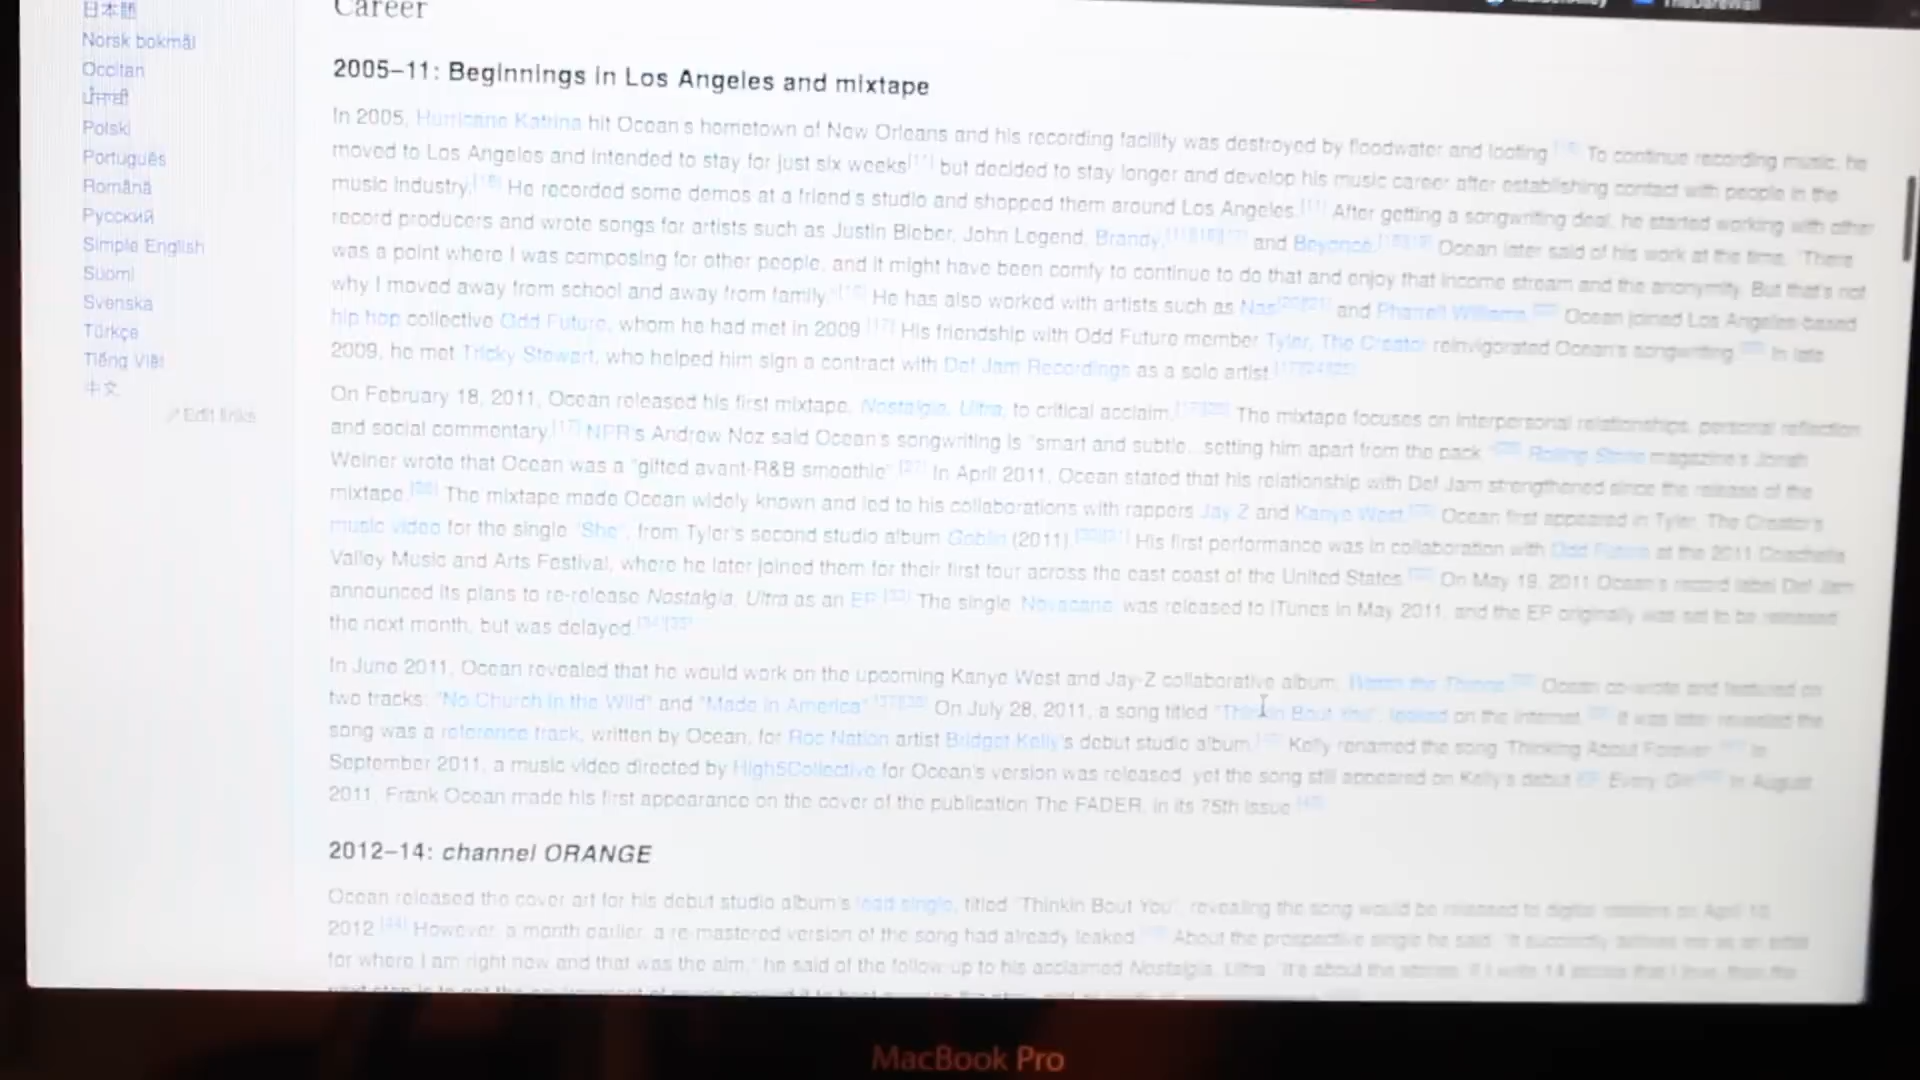 日本語
Norsk bokmål
Occitan
ਪੰਜਾਬੀ
Polski
Português
Română
Русский
Simple English
Suomi
Svenska
Türkçe
Tiếng Việt
中文
Edit links
Career
2005–11: Beginnings in Los Angeles and mixtape
In 2005, Hurricane Katrina hit Ocean's hometown of New Orleans and his recording facility was destroyed by floodwater and looting. To continue recording music, he
moved to Los Angeles and intended to stay for just six weeks[11] but decided to stay longer and develop his music career after establishing contact with people in the
music industry. He recorded some demos at a friend's studio and shopped them around Los Angeles.[11] After getting a songwriting deal, he started working with other
record producers and wrote songs for artists such as Justin Bieber, John Legend, Brandy, and Beyoncé. Ocean later said of his work at the time, "There
was a point where I was composing for other people, and it might have been comfy to continue to do that and enjoy that income stream and the anonymity. But that's not
why I moved away from school and away from family." He has also worked with artists such as Nas[20][21] and Pharrell Williams. Ocean joined Los Angeles-based
hip hop collective Odd Future, whom he had met in 2009.[17] His friendship with Odd Future member Tyler, The Creator reinvigorated Ocean's songwriting. In late
2009, he met Tricky Stewart, who helped him sign a contract with Def Jam Recordings as a solo artist.[17][24][25]
On February 18, 2011, Ocean released his first mixtape, Nostalgia, Ultra, to critical acclaim. The mixtape focuses on interpersonal relationships, personal reflection
and social commentary.[17] NPR's Andrew Noz said Ocean's songwriting is "smart and subtle...setting him apart from the pack." Rolling Stone magazine's Jonah
Weiner wrote that Ocean was a "gifted avant-R&B smoothie".[27] In April 2011, Ocean stated that his relationship with Def Jam strengthened since the release of the
mixtape. The mixtape made Ocean widely known and led to his collaborations with rappers Jay Z and Kanye West. Ocean first appeared in Tyler, The Creator's
music video for the single "She", from Tyler's second studio album Goblin (2011).[30][31] His first performance was in collaboration with Odd Future at the 2011 Coachella
Valley Music and Arts Festival, where he later joined them for their first tour across the east coast of the United States. On May 19, 2011 Ocean's record label Def Jam
announced its plans to re-release Nostalgia, Ultra as an EP.[33] The single Novacane was released to iTunes in May 2011, and the EP originally was set to be released
the next month, but was delayed.[34][35]
In June 2011, Ocean revealed that he would work on the upcoming Kanye West and Jay-Z collaborative album, Watch the Throne. Ocean co-wrote and featured on
two tracks: "No Church in the Wild" and "Made in America".[37][38] On July 28, 2011, a song titled "Thinkin Bout You", leaked on the internet. It was later revealed the
song was a reference track, written by Ocean, for Roc Nation artist Bridget Kelly's debut studio album. Kelly renamed the song "Thinking About Forever". In
September 2011, a music video directed by High5Collective for Ocean's version was released, yet the song still appeared on Kelly's debut EP Every Girl. In August
2011, Frank Ocean made his first appearance on the cover of the publication The FADER, in its 75th issue.
2012–14: channel ORANGE
Ocean released the cover art for his debut studio album's lead single, titled "Thinkin Bout You", revealing the song would be released to digital retailers on April 10,
2012.[44] However, a month earlier, a re-mastered version of the song had already leaked. About the prospective single he said, "It succinctly defines me as an artist
for where I am right now and that was the aim," he said of the follow-up to his acclaimed Nostalgia, Ultra. "It's about the stories. If I write 14 stories that I love, then the
MacBook Pro